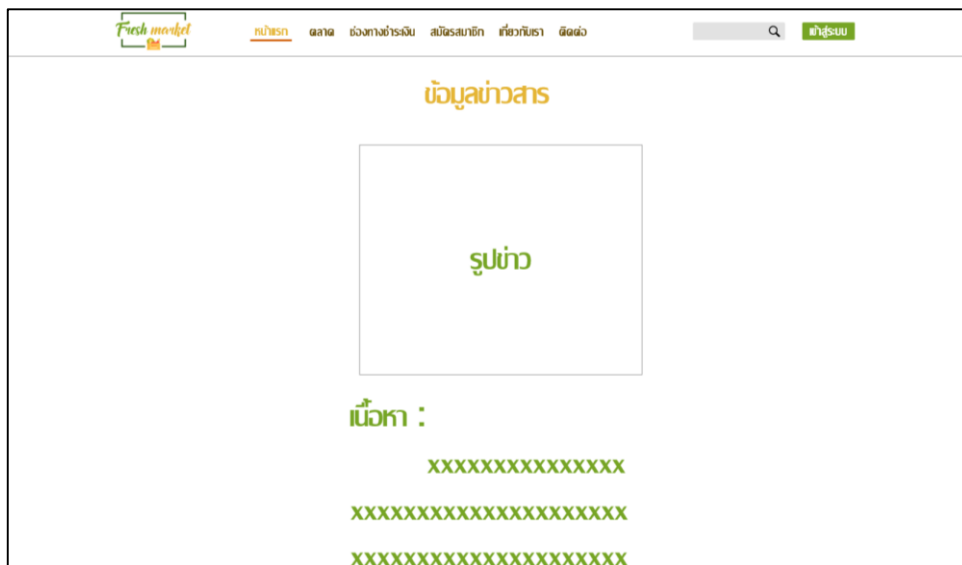 Fresh market
หน้าแรก ตลาด ช่องทางชำระเงิน สมัครสมาชิก เกี่ยวกับเรา ติดต่อ เข้าสู่ระบบ
ข้อมูลข่าวสาร
รูปข่าว
เนื้อหา :
xxxxxxxxxxxxxxx
xxxxxxxxxxxxxxxxxxxxx
xxxxxxxxxxxxxxxxxxxxx